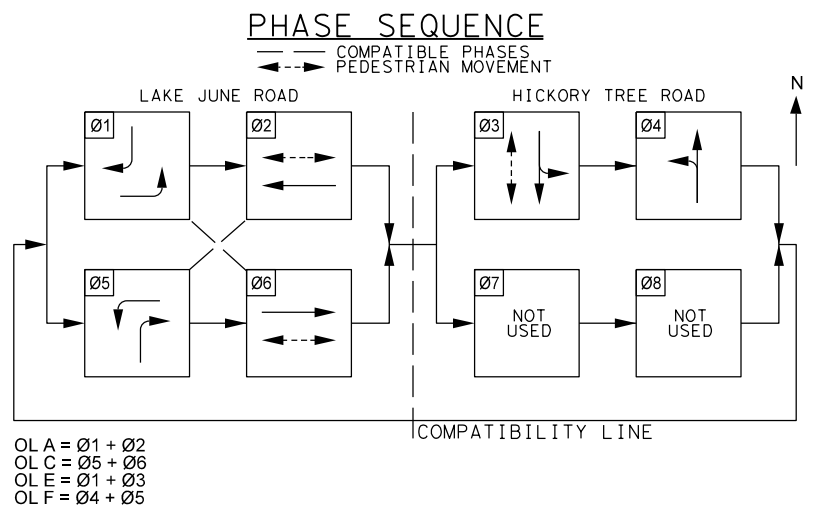 PHASE SEQUENCE
COMPATIBLE PHASES
PEDESTRIAN MOVEMENT
LAKE JUNE ROAD
HICKORY TREE ROAD
N
Ø1
Ø2
Ø3
Ø4
Ø5
Ø6
Ø7
NOT
USED
Ø8
NOT
USED
COMPATIBILITY LINE
OL A = Ø1 + Ø2
OL C = Ø5 + Ø6
OL E = Ø1 + Ø3
OL F = Ø4 + Ø5